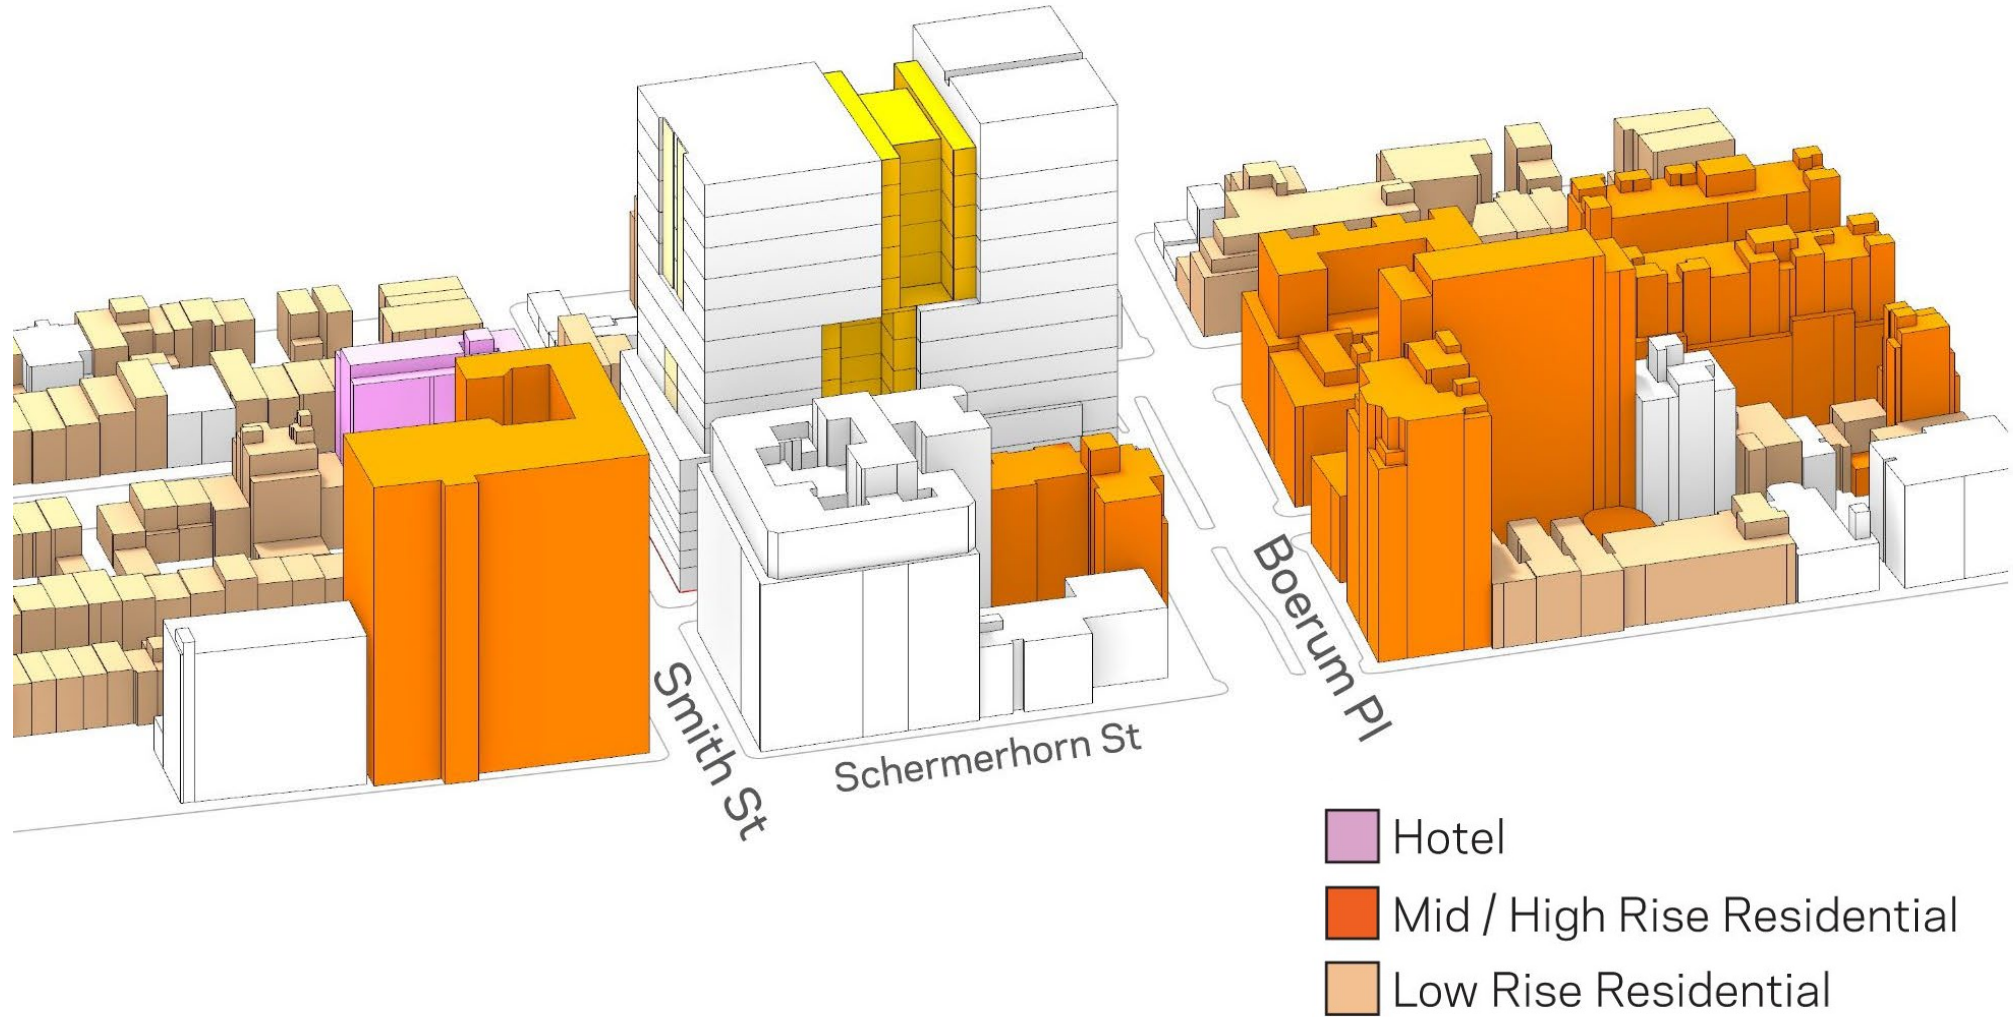 Boerum Pl
Smith St
Schermerhorn St
Hotel
Mid / High Rise Residential
Low Rise Residential